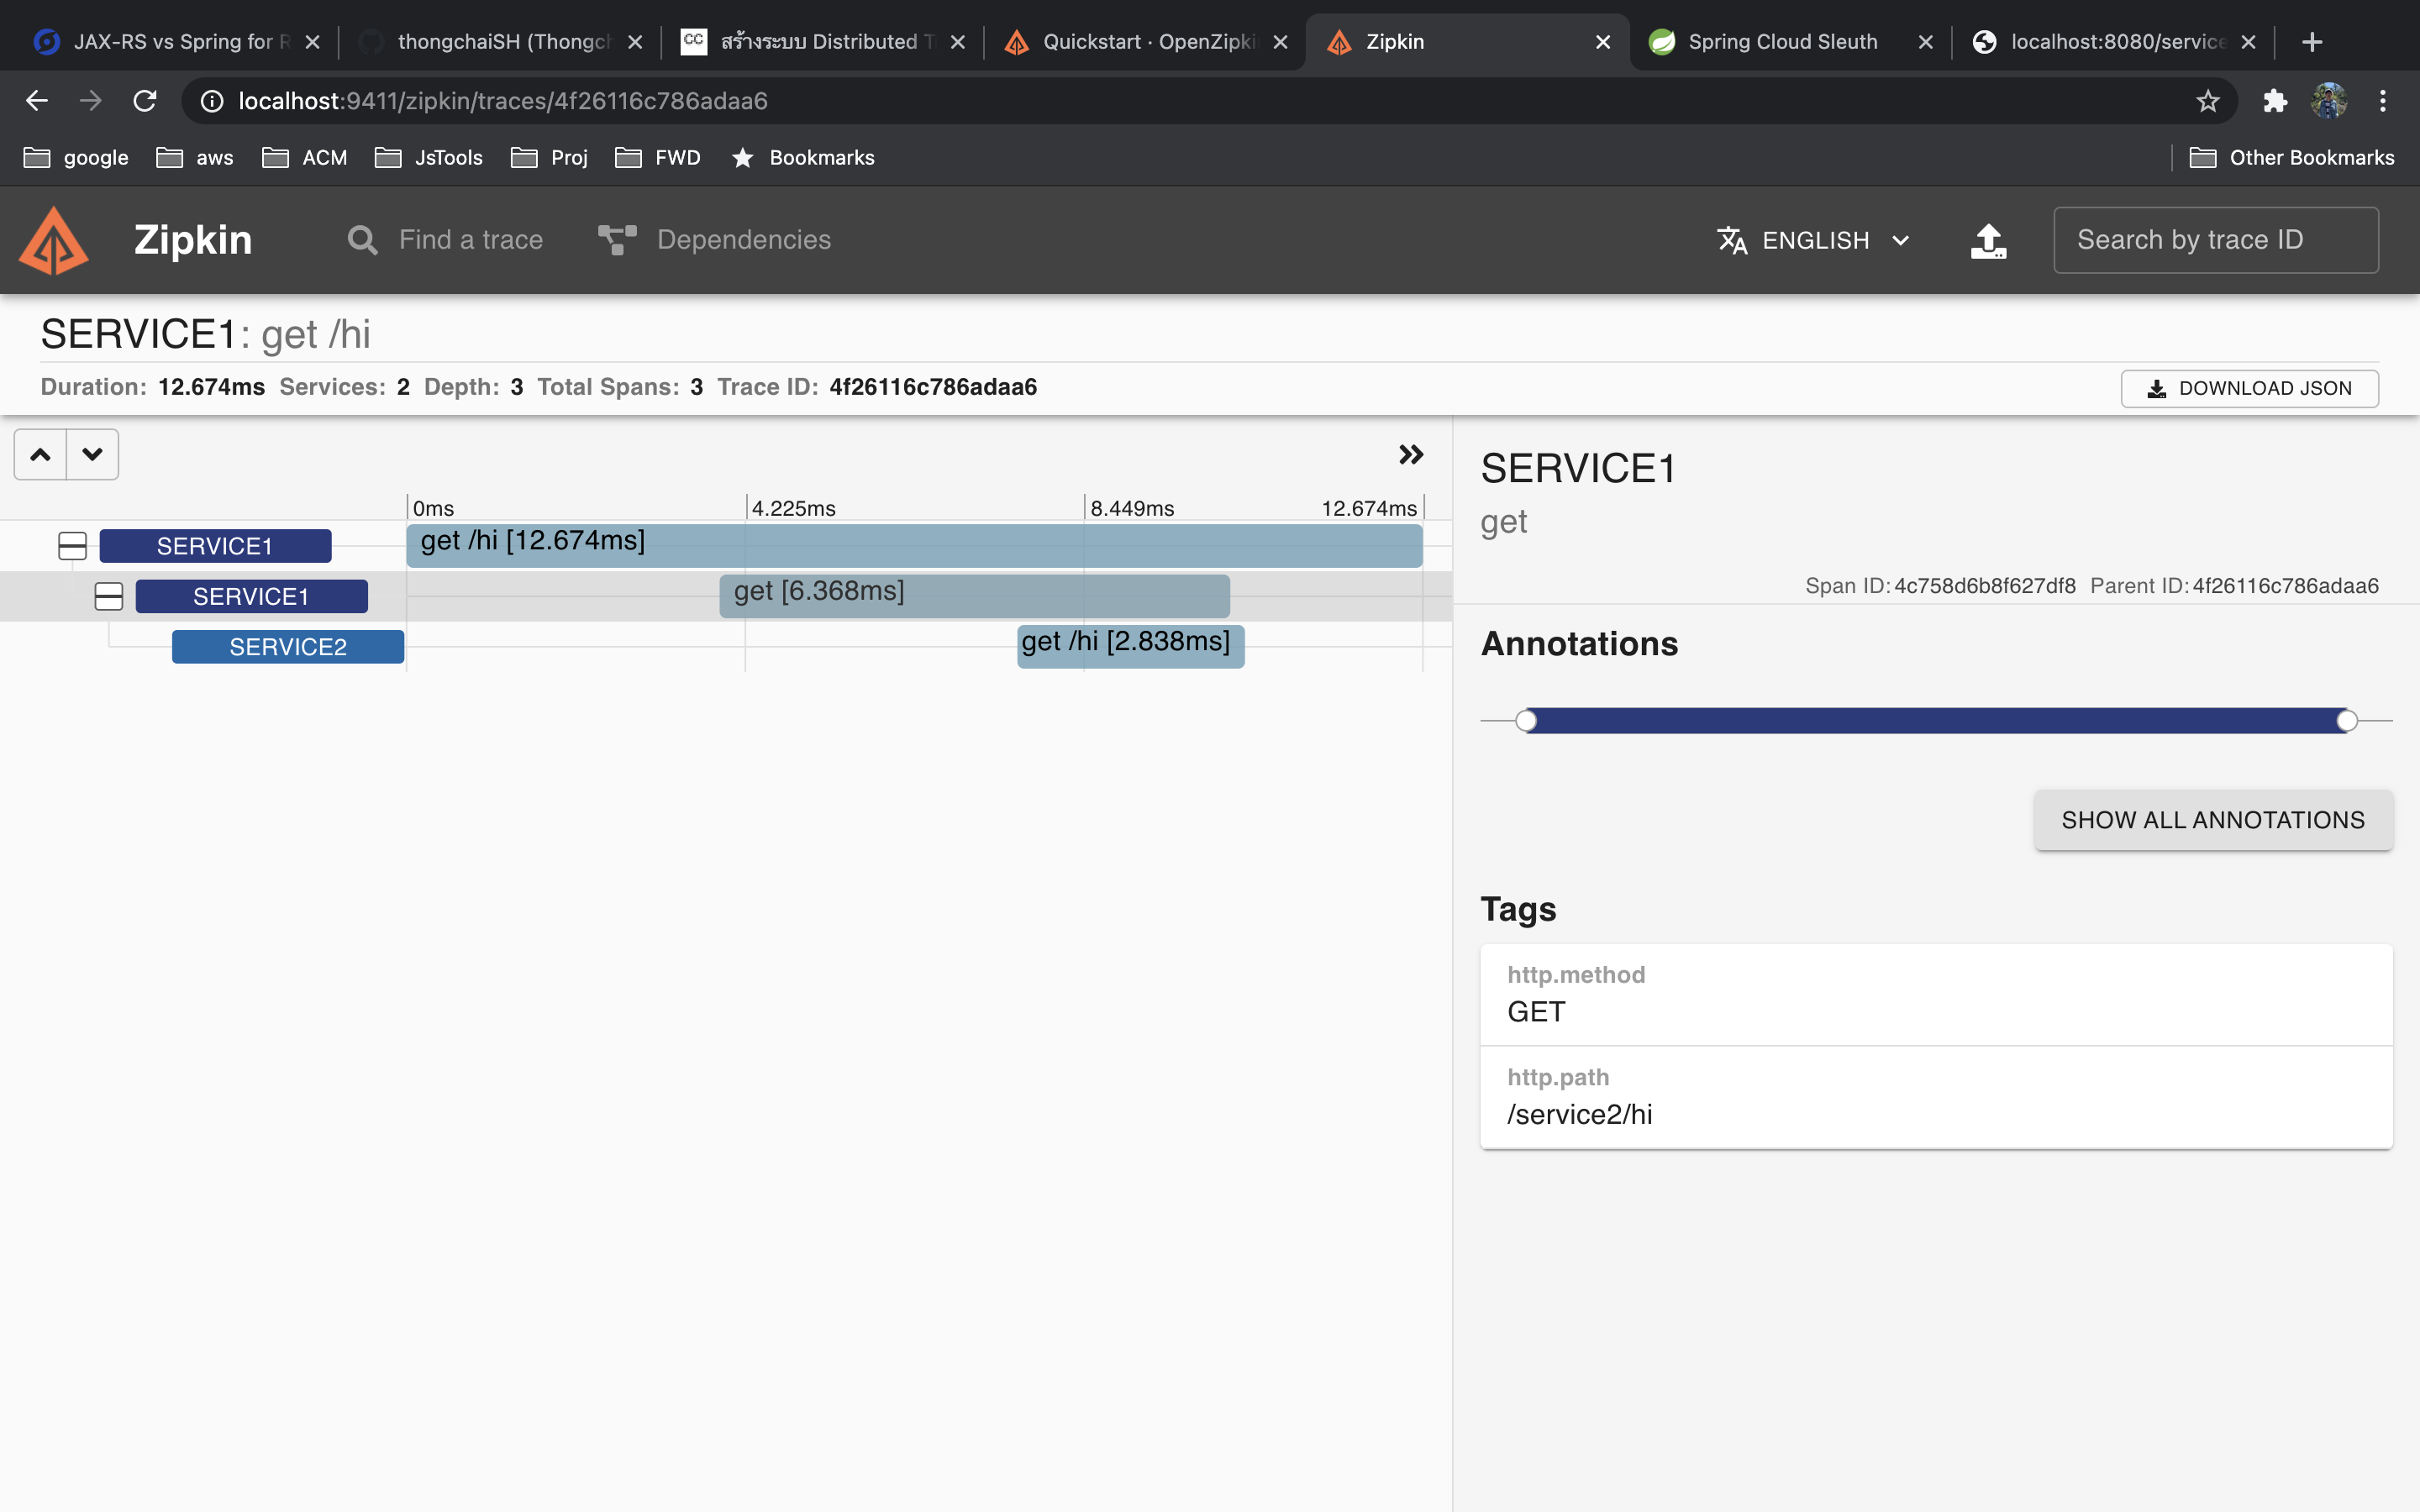 JAX-RS vs Spring for R
thongchaiSH (Thongch
CC สร้างระบบ Distributed T
Quickstart · OpenZipki
Zipkin
Spring Cloud Sleuth
localhost:8080/service
localhost:9411/zipkin/traces/4f26116c786adaa6
google aws ACM JsTools Proj FWD Bookmarks Other Bookmarks
Zipkin Find a trace Dependencies ENGLISH Search by trace ID
SERVICE1: get /hi
Duration: 12.674ms Services: 2 Depth: 3 Total Spans: 3 Trace ID: 4f26116c786adaa6 DOWNLOAD JSON
0ms 4.225ms 8.449ms 12.674ms
SERVICE1 get /hi [12.674ms]
SERVICE1 get [6.368ms]
SERVICE2 get /hi [2.838ms]
SERVICE1
get
Span ID: 4c758d6b8f627df8 Parent ID: 4f26116c786adaa6
Annotations
SHOW ALL ANNOTATIONS
Tags
http.method
GET
http.path
/service2/hi